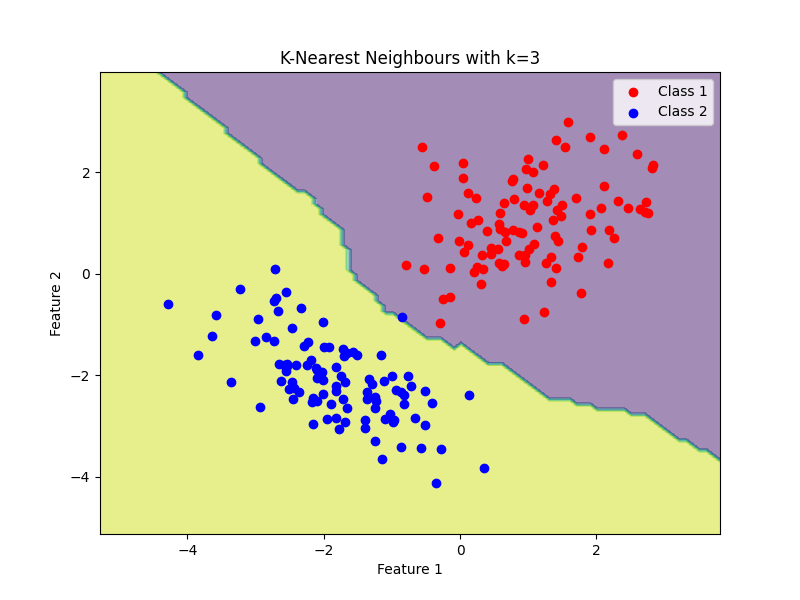 K-Nearest Neighbours with k=3
Class 1
Class 2
2
0
−2
−4
Feature 2
−4
−2
0
2
Feature 1